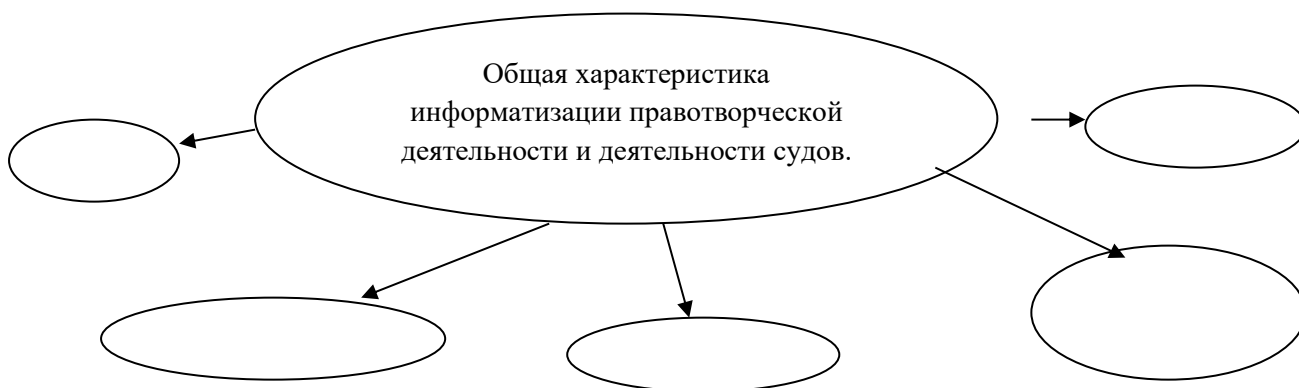 Общая характеристика
информатизации правотворческой
деятельности и деятельности судов.